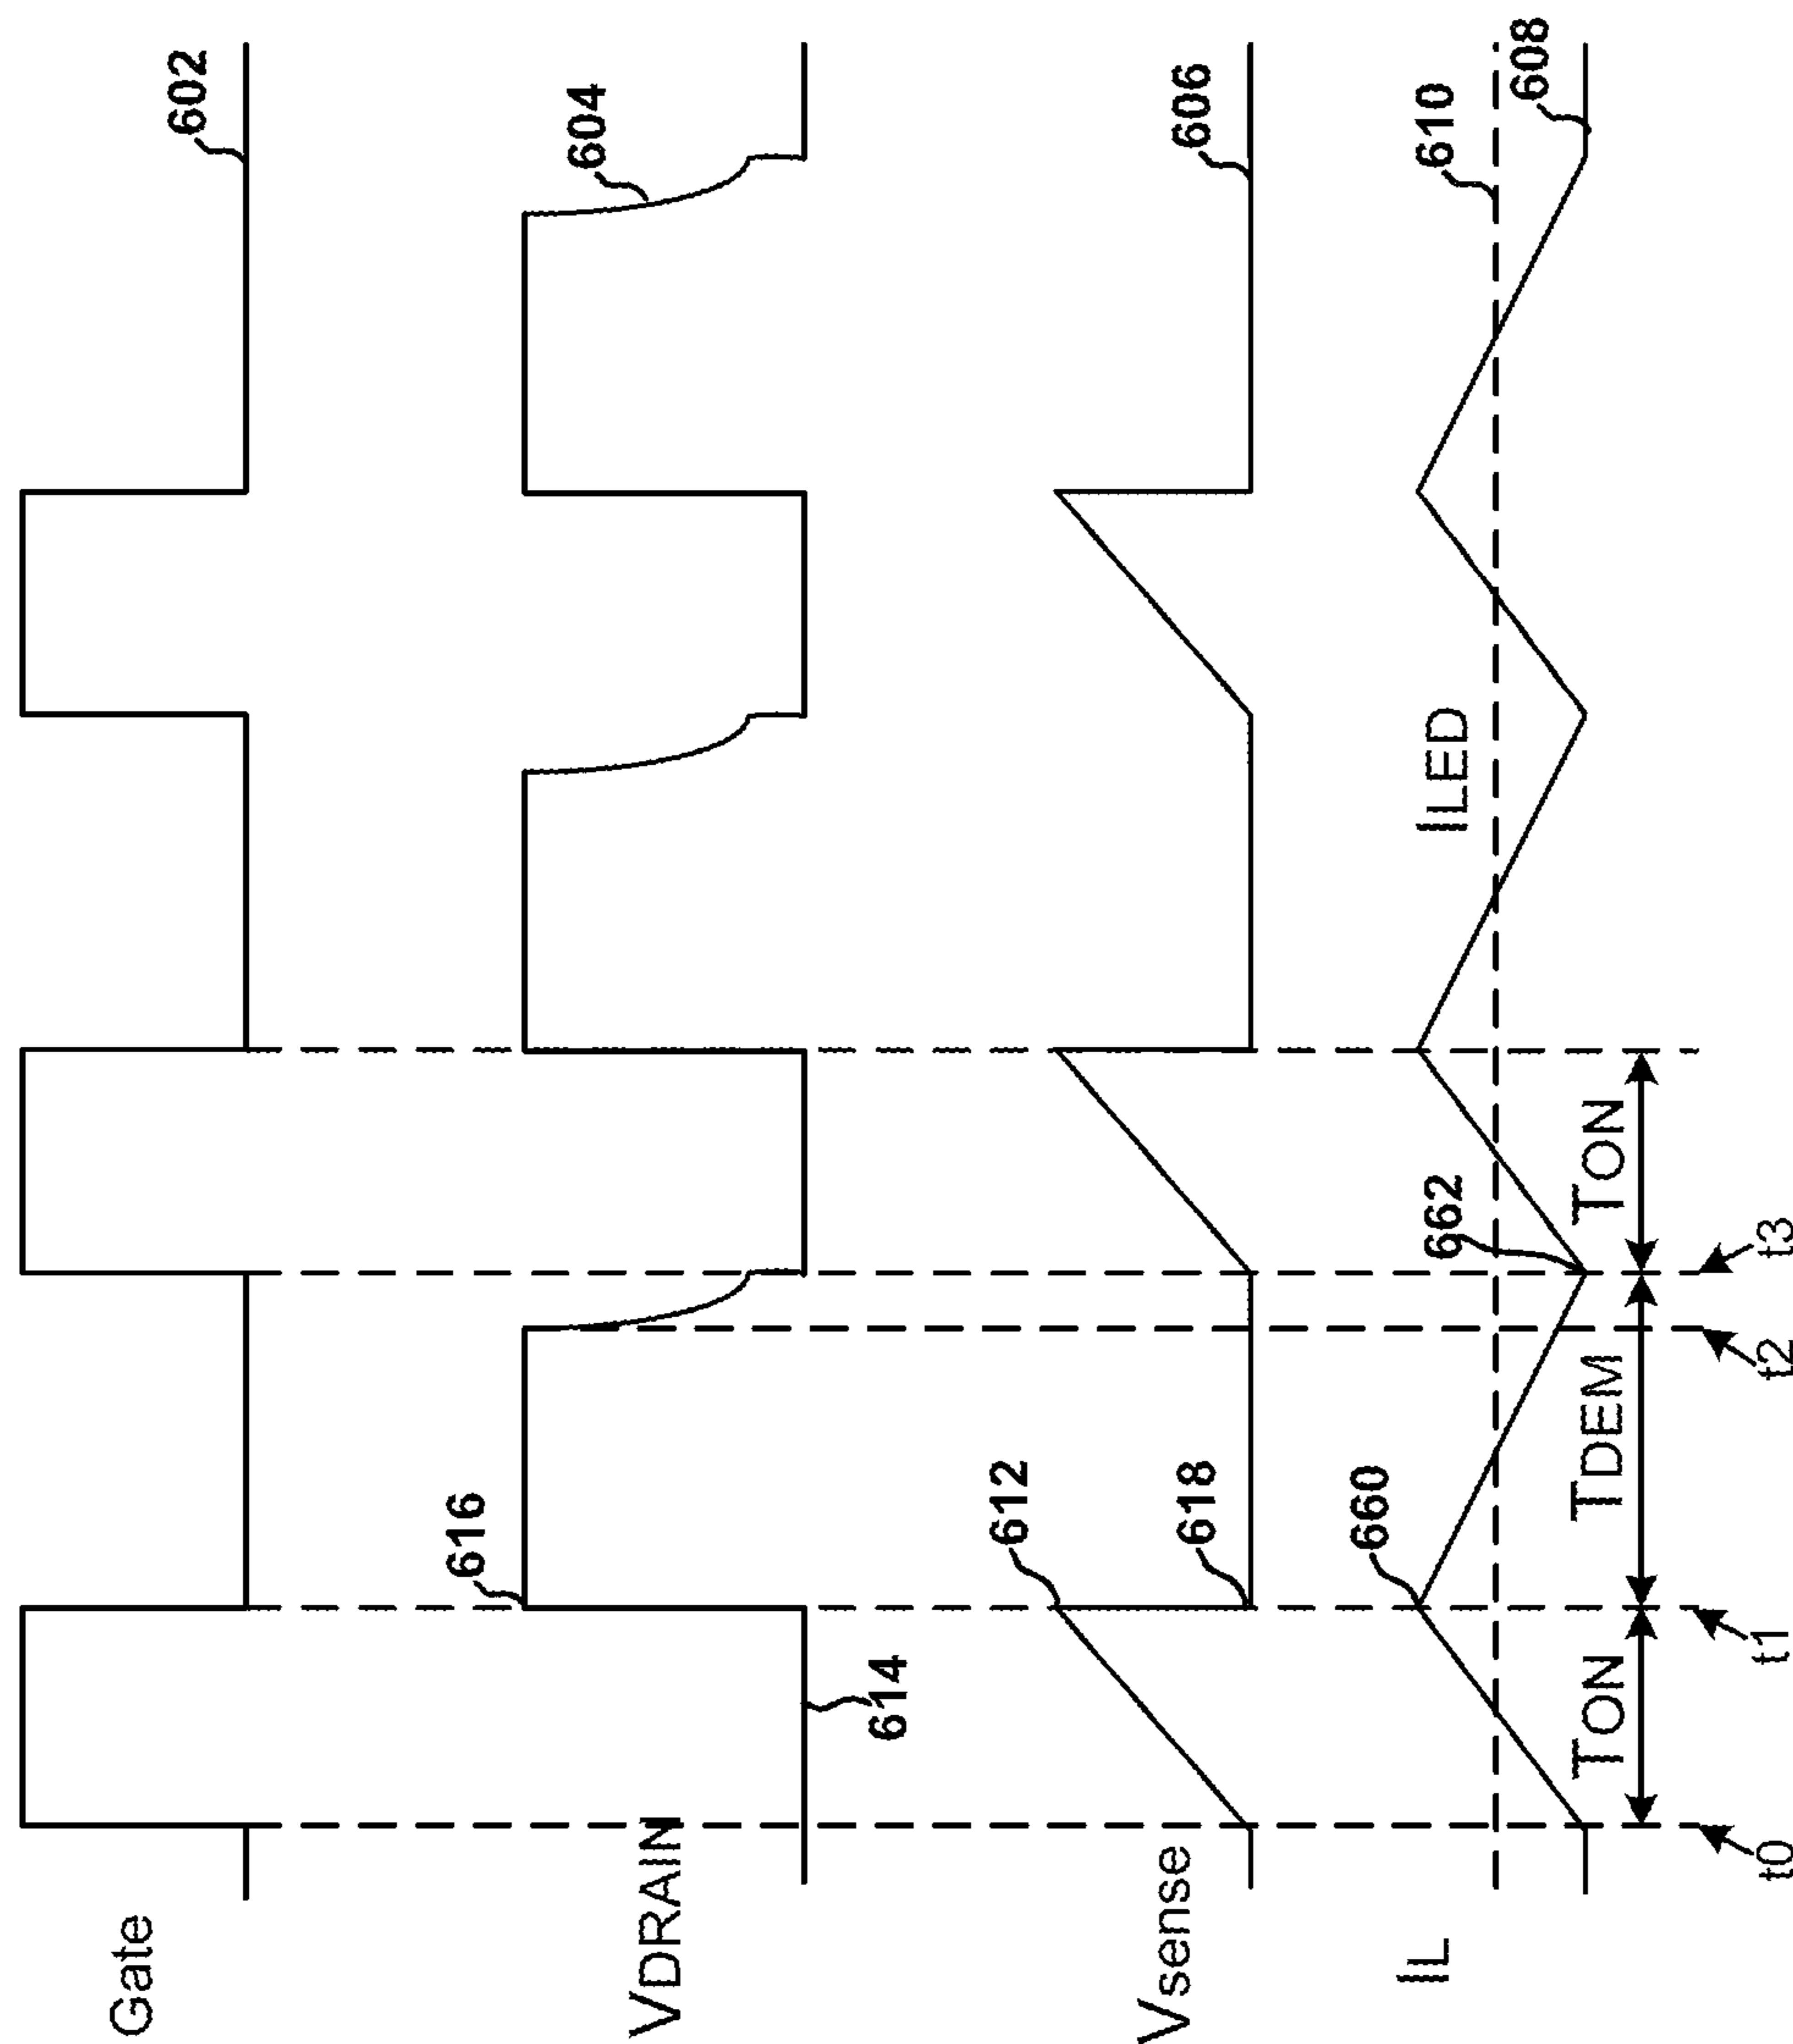 Gate
602
616
604
VDRAIN
614
612
606
Vsense
618
660
662
ILED
610
IL
608
TON
TDEM
TON
t0
t1
t2
t3